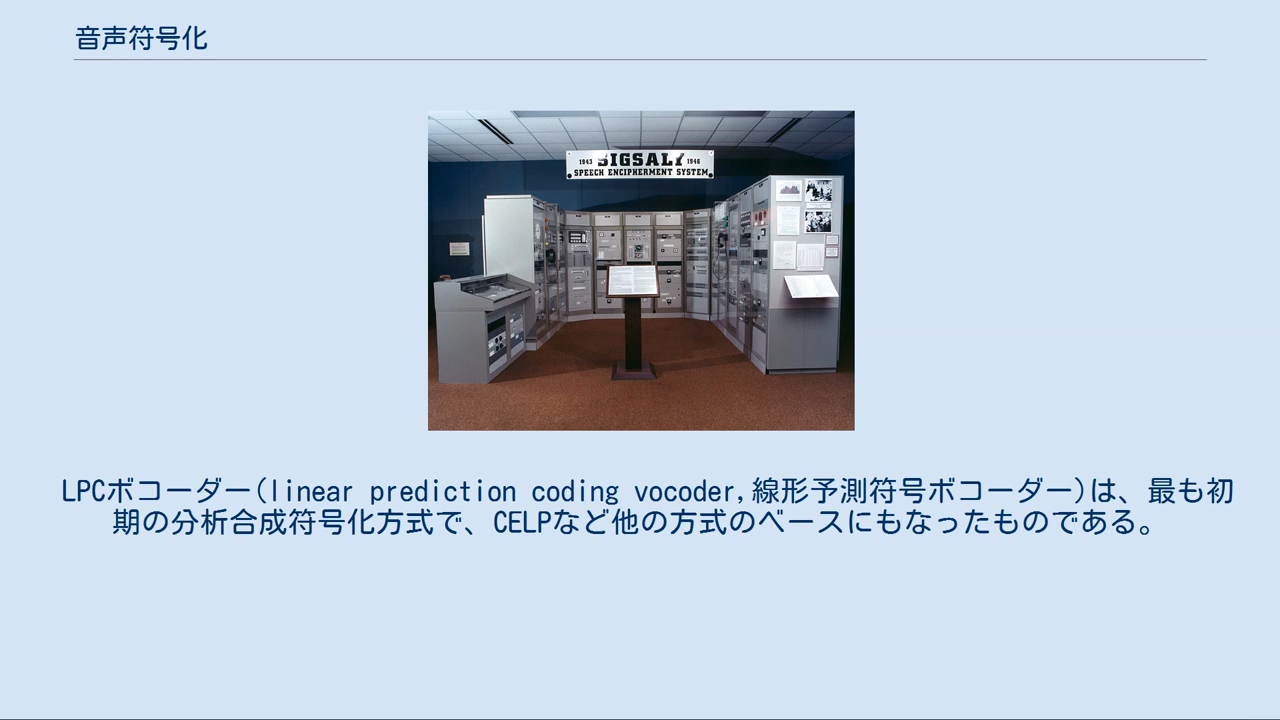 音声符号化
1943 SIGSALY 1946
SPEECH ENCIPHERMENT SYSTEM
LPCボコーダー(linear prediction coding vocoder,線形予測符号ボコーダー)は、最も初
期の分析合成符号化方式で、CELPなど他の方式のベースにもなったものである。